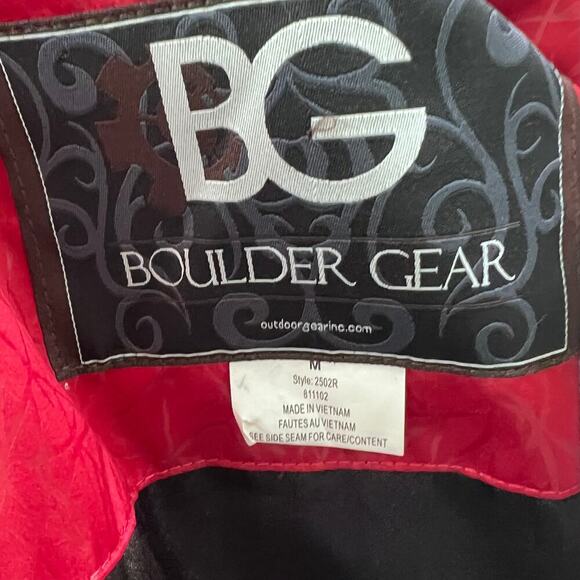 BG
BOULDER GEAR
outdoorgearinc.com
M
Style: 2502R
811102
MADE IN VIETNAM
FAUTES AU VIETNAM
SEE SIDE SEAM FOR CARE/CONTENT